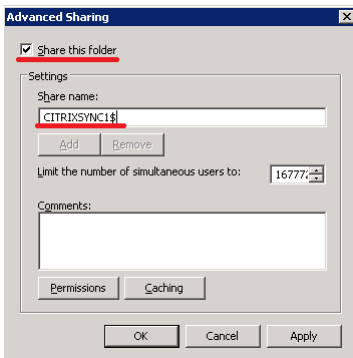 Advanced Sharing
Share this folder
Settings
Share name:
CITRIXSYNC1$
Add Remove
Limit the number of simultaneous users to: 16777
Comments:
Permissions Caching
OK Cancel Apply